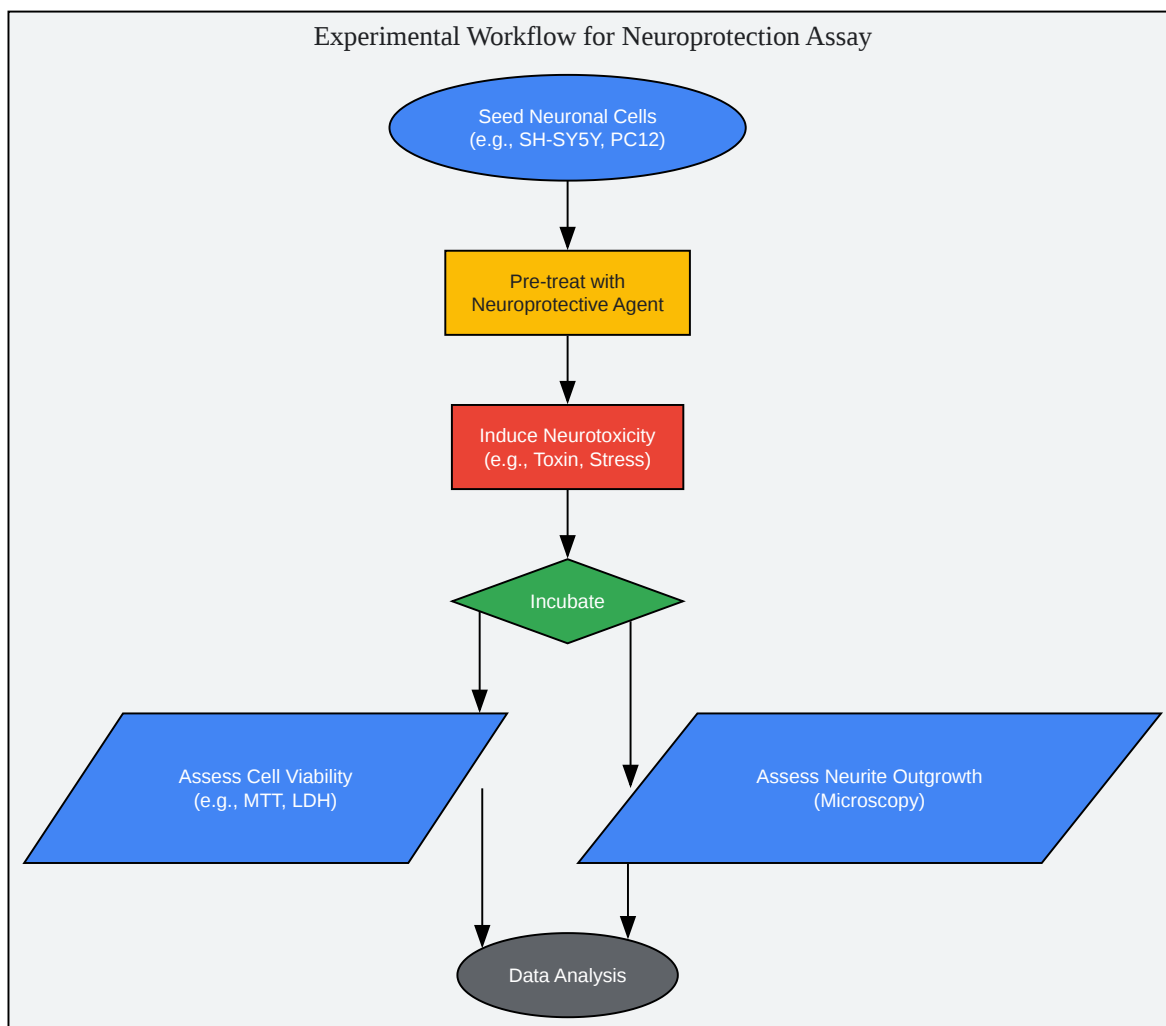 Experimental Workflow for Neuroprotection Assay
Seed Neuronal Cells
(e.g., SH-SY5Y, PC12)
Pre-treat with
Neuroprotective Agent
Induce Neurotoxicity
(e.g., Toxin, Stress)
Incubate
Assess Cell Viability
(e.g., MTT, LDH)
Assess Neurite Outgrowth
(Microscopy)
Data Analysis